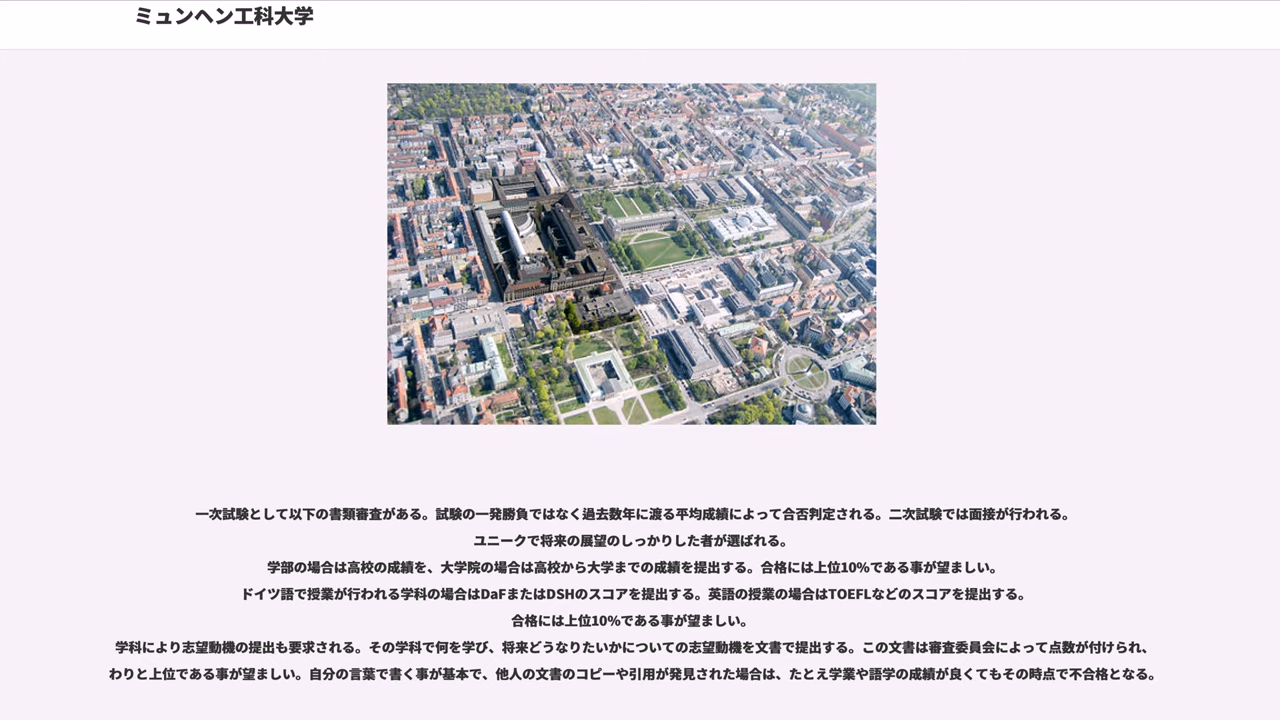 ミュンヘン工科大学
一次試験として以下の書類審査がある。試験の一発勝負ではなく過去数年に渡る平均成績によって合否判定される。二次試験では面接が行われる。
ユニークで将来の展望のしっかりした者が選ばれる。
学部の場合は高校の成績を、大学院の場合は高校から大学までの成績を提出する。合格には上位10%である事が望ましい。
ドイツ語で授業が行われる学科の場合はDaFまたはDSHのスコアを提出する。英語の授業の場合はTOEFLなどのスコアを提出する。
合格には上位10%である事が望ましい。
学科により志望動機の提出も要求される。その学科で何を学び、将来どうなりたいかについての志望動機を文書で提出する。この文書は審査委員会によって点数が付けられ、
わりと上位である事が望ましい。自分の言葉で書く事が基本で、他人の文書のコピーや引用が発見された場合は、たとえ学業や語学の成績が良くてもその時点で不合格となる。